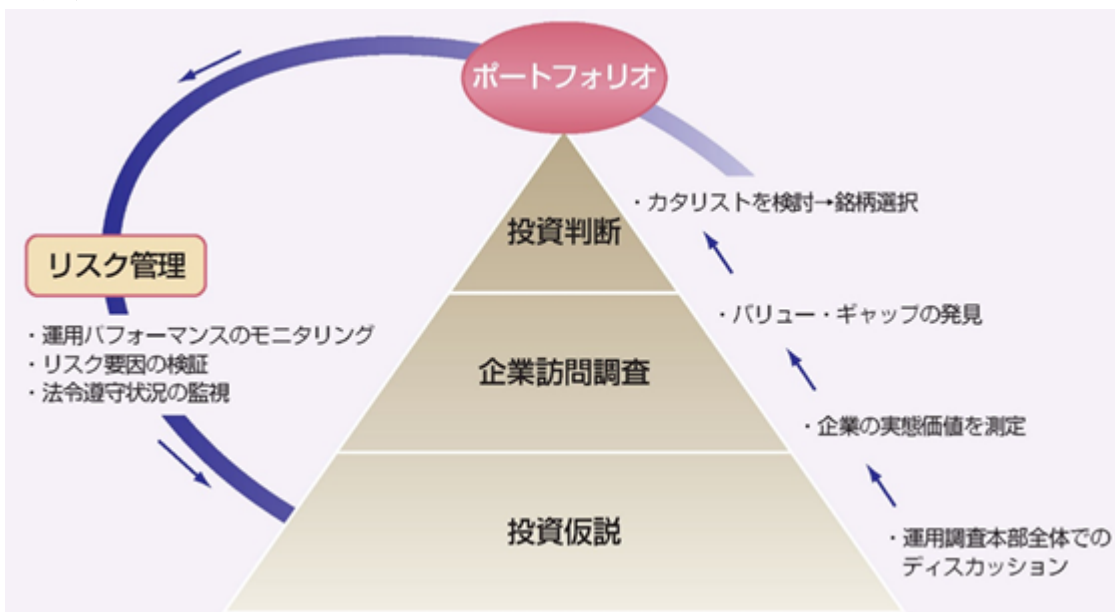 ポートフォリオ
・カタリストを検討→銘柄選択
投資判断
リスク管理
・バリュー・ギャップの発見
・運用パフォーマンスのモニタリング
・リスク要因の検証
・法令遵守状況の監視
企業訪問調査
・企業の実態価値を測定
投資仮説
・運用調査本部全体での
ディスカッション